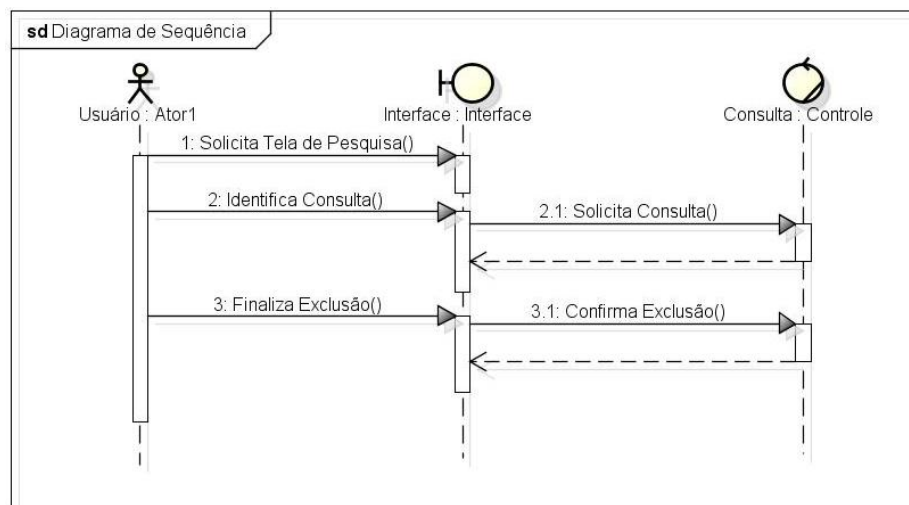 sd Diagrama de Sequência
Usuário : Ator1
Interface : Interface
Consulta : Controle
1: Solicita Tela de Pesquisa()
2: Identifica Consulta()
2.1: Solicita Consulta()
3: Finaliza Exclusão()
3.1: Confirma Exclusão()